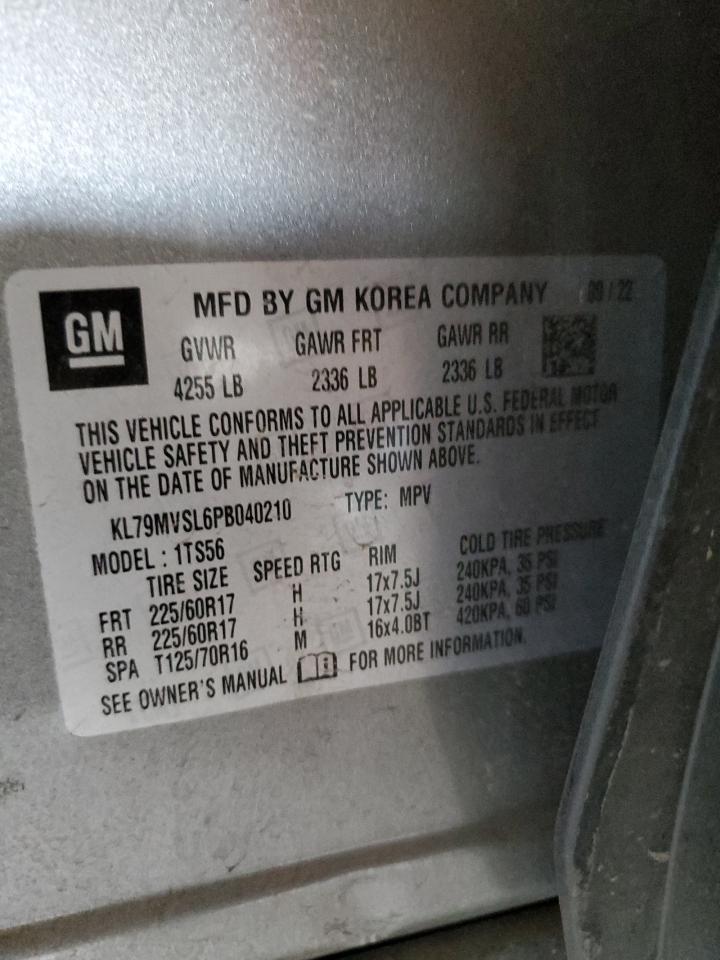 GM
MFD BY GM KOREA COMPANY 09 / 22
GVWR GAWR FRT GAWR RR
4255 LB 2336 LB 2336 LB
THIS VEHICLE CONFORMS TO ALL APPLICABLE U.S. FEDERAL MOTOR
VEHICLE SAFETY AND THEFT PREVENTION STANDARDS IN EFFECT
ON THE DATE OF MANUFACTURE SHOWN ABOVE.
KL79MVSL6PB040210 TYPE: MPV
MODEL : 1TS56
TIRE SIZE SPEED RTG RIM COLD TIRE PRESSURE
FRT 225/60R17 H 17x7.5J 240KPA, 35 PSI
RR 225/60R17 H 17x7.5J 240KPA, 35 PSI
SPA T125/70R16 M 16x4.0BT 420KPA, 60 PSI
SEE OWNER'S MANUAL FOR MORE INFORMATION.